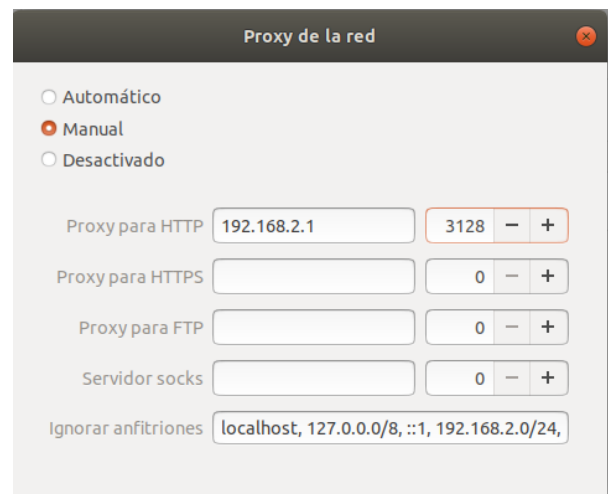 Proxy de la red
Automático
Manual
Desactivado
Proxy para HTTP 192.168.2.1 3128 − +
Proxy para HTTPS 0 − +
Proxy para FTP 0 − +
Servidor socks 0 − +
Ignorar anfitriones localhost, 127.0.0.0/8, ::1, 192.168.2.0/24,